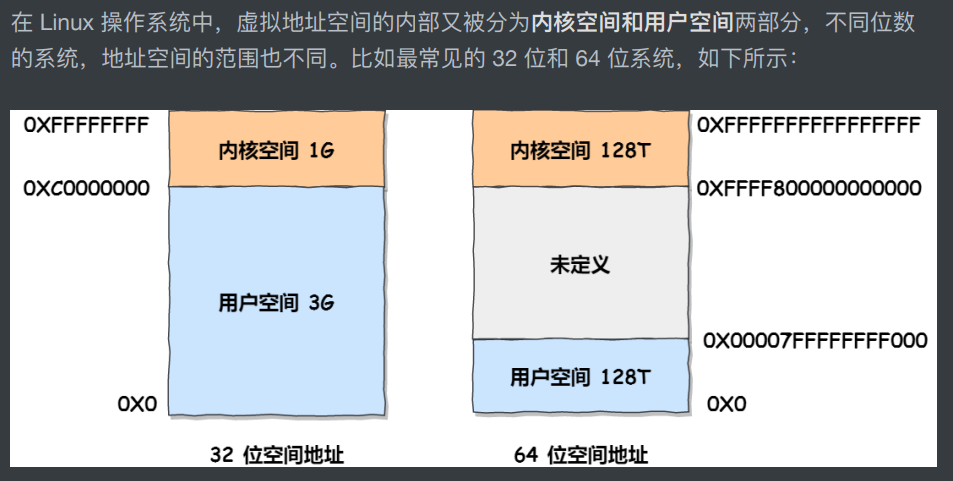 在 Linux 操作系统中，虚拟地址空间的内部又被分为内核空间和用户空间两部分，不同位数
的系统，地址空间的范围也不同。比如最常见的 32 位和 64 位系统，如下所示：
0XFFFFFFFF
内核空间 1G
0XC0000000
用户空间 3G
0X0
32 位空间地址
内核空间 128T
0XFFFFFFFFFFFFFFFF
0XFFFF800000000000
未定义
0X00007FFFFFFFF000
用户空间 128T
0X0
64 位空间地址